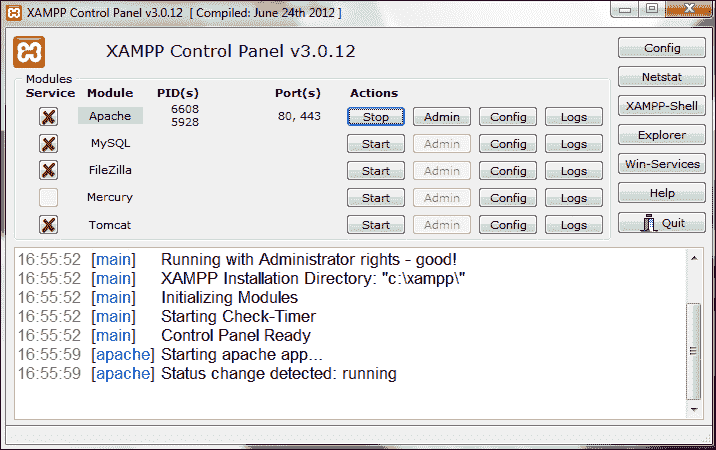 XAMPP Control Panel v3.0.12 [ Compiled: June 24th 2012 ]
XAMPP Control Panel v3.0.12
Config
Modules
Service Module PID(s) Port(s) Actions
Netstat
Apache 6608 5928 80, 443 Stop Admin Config Logs
XAMPP-Shell
MySQL Start Admin Config Logs
Explorer
FileZilla Start Admin Config Logs
Win-Services
Mercury Start Admin Config Logs
Help
Tomcat Start Admin Config Logs
Quit
16:55:52 [main] Running with Administrator rights - good!
16:55:52 [main] XAMPP Installation Directory: "c:\xampp\"
16:55:52 [main] Initializing Modules
16:55:52 [main] Starting Check-Timer
16:55:52 [main] Control Panel Ready
16:55:59 [apache] Starting apache app...
16:55:59 [apache] Status change detected: running